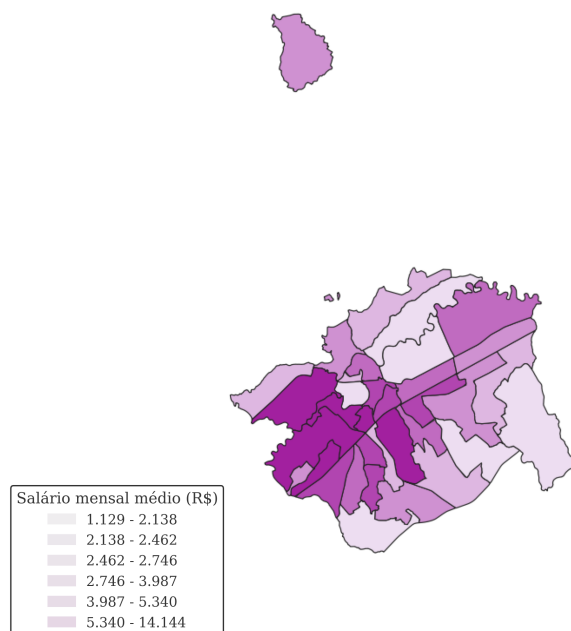 Salário mensal médio (R$)
1.129 - 2.138
2.138 - 2.462
2.462 - 2.746
2.746 - 3.987
3.987 - 5.340
5.340 - 14.144